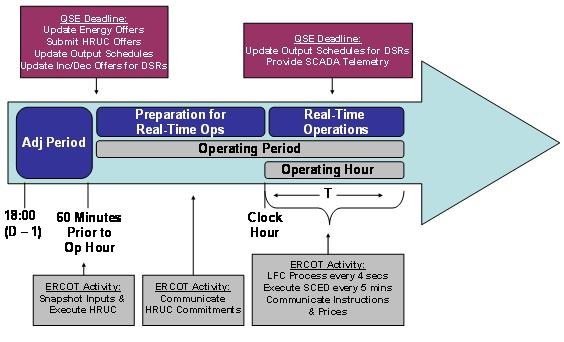 QSE Deadline:
Update Energy Offers
Submit HRUC Offers
Update Output Schedules
Update Inc/Dec Offers for DSRs
QSE Deadline:
Update Output Schedules for DSRs
Provide SCADA Telemetry
Adj Period
Preparation for
Real-Time Ops
Real-Time
Operations
Operating Period
Operating Hour
T
18:00
(D – 1)
60 Minutes
Prior to
Op Hour
Clock
Hour
ERCOT Activity:
Snapshot Inputs &
Execute HRUC
ERCOT Activity:
Communicate
HRUC Commitments
ERCOT Activity:
LFC Process every 4 secs
Execute SCED every 5 mins
Communicate Instructions
& Prices